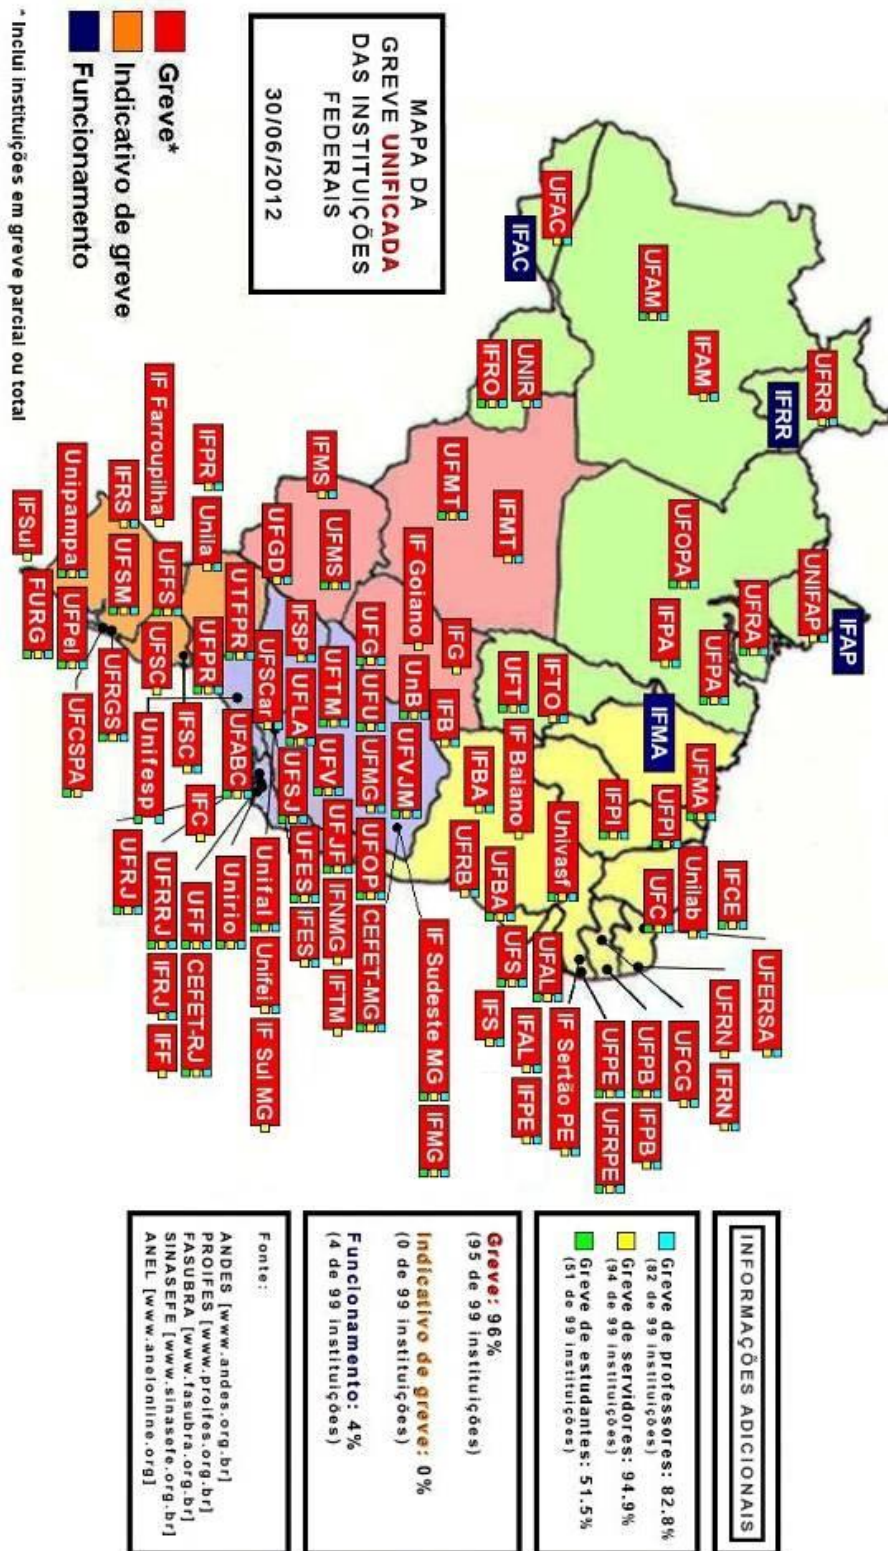 MAPA DA
GREVE UNIFICADA
DAS INSTITUIÇÕES
FEDERAIS
30/06/2012
Greve*
Indicativo de greve
Funcionamento
* Inclui instituições em greve parcial ou total
UFRR
IFRR
UNIFAP
IFAP
UFAM
IFAM
UFOPA
UFRA
UFPA
IFPA
UFAC
IFAC
UNIR
IFRO
IFTO
UFT
IFMA
UFMA
UFPI
IFPI
IFCE
Unilab
UFC
UFERSA
UFRN
IFRN
UFCG
UFPB
IFPB
UFPE
UFRPE
IF Sertão PE
Univasf
UFAL
IFAL
IFPE
UFS
IFS
IF Baiano
IFBA
UFBA
UFRB
IFMT
UFMT
IFG
IF Goiano
IFB
UnB
UFG
IFMS
UFMS
UFGD
UFVJM
IF Sudeste MG
IFMG
UFU
UFMG
UFOP
CEFET-MG
UFTM
UFV
UFJF
IFNMG
IFTM
IFSP
UFLA
UFSJ
UFES
IFES
UFSCar
Unifal
Unifei
IF Sul MG
UFABC
Unirio
UFF
CEFET-RJ
UFRRJ
IFRJ
IFF
UFRJ
Unifesp
UTFPR
IFPR
Unila
UFPR
IFSC
IFC
UFFS
UFSC
IF Farroupilha
IFRS
UFSM
UFRGS
Unipampa
UFPel
UFCSPA
IFSul
FURG
INFORMAÇÕES ADICIONAIS
Greve de professores: 82.8%
(82 de 99 instituições)
Greve de servidores: 94.9%
(94 de 99 instituições)
Greve de estudantes: 51.5%
(51 de 99 instituições)
Greve: 96%
(95 de 99 instituições)
Indicativo de greve: 0%
(0 de 99 instituições)
Funcionamento: 4%
(4 de 99 instituições)
Fonte:
ANDES [www.andes.org.br]
PROIFES [www.proifes.org.br]
FASUBRA [www.fasubra.org.br]
SINASEFE [www.sinasefe.org.br]
ANEL [www.anelonline.org]